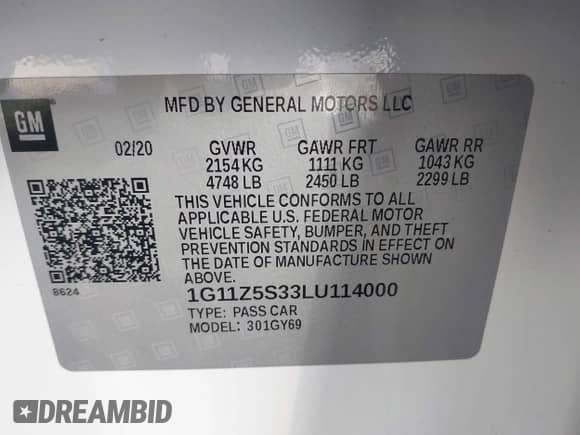 MFD BY GENERAL MOTORS LLC
GM
02/20 GVWR GAWR FRT GAWR RR
2154 KG 1111 KG 1043 KG
4748 LB 2450 LB 2299 LB
THIS VEHICLE CONFORMS TO ALL
APPLICABLE U.S. FEDERAL MOTOR
VEHICLE SAFETY, BUMPER, AND THEFT
PREVENTION STANDARDS IN EFFECT ON
THE DATE OF MANUFACTURE SHOWN
ABOVE.
8624
1G11Z5S33LU114000
TYPE: PASS CAR
MODEL: 301GY69
DREAMBID